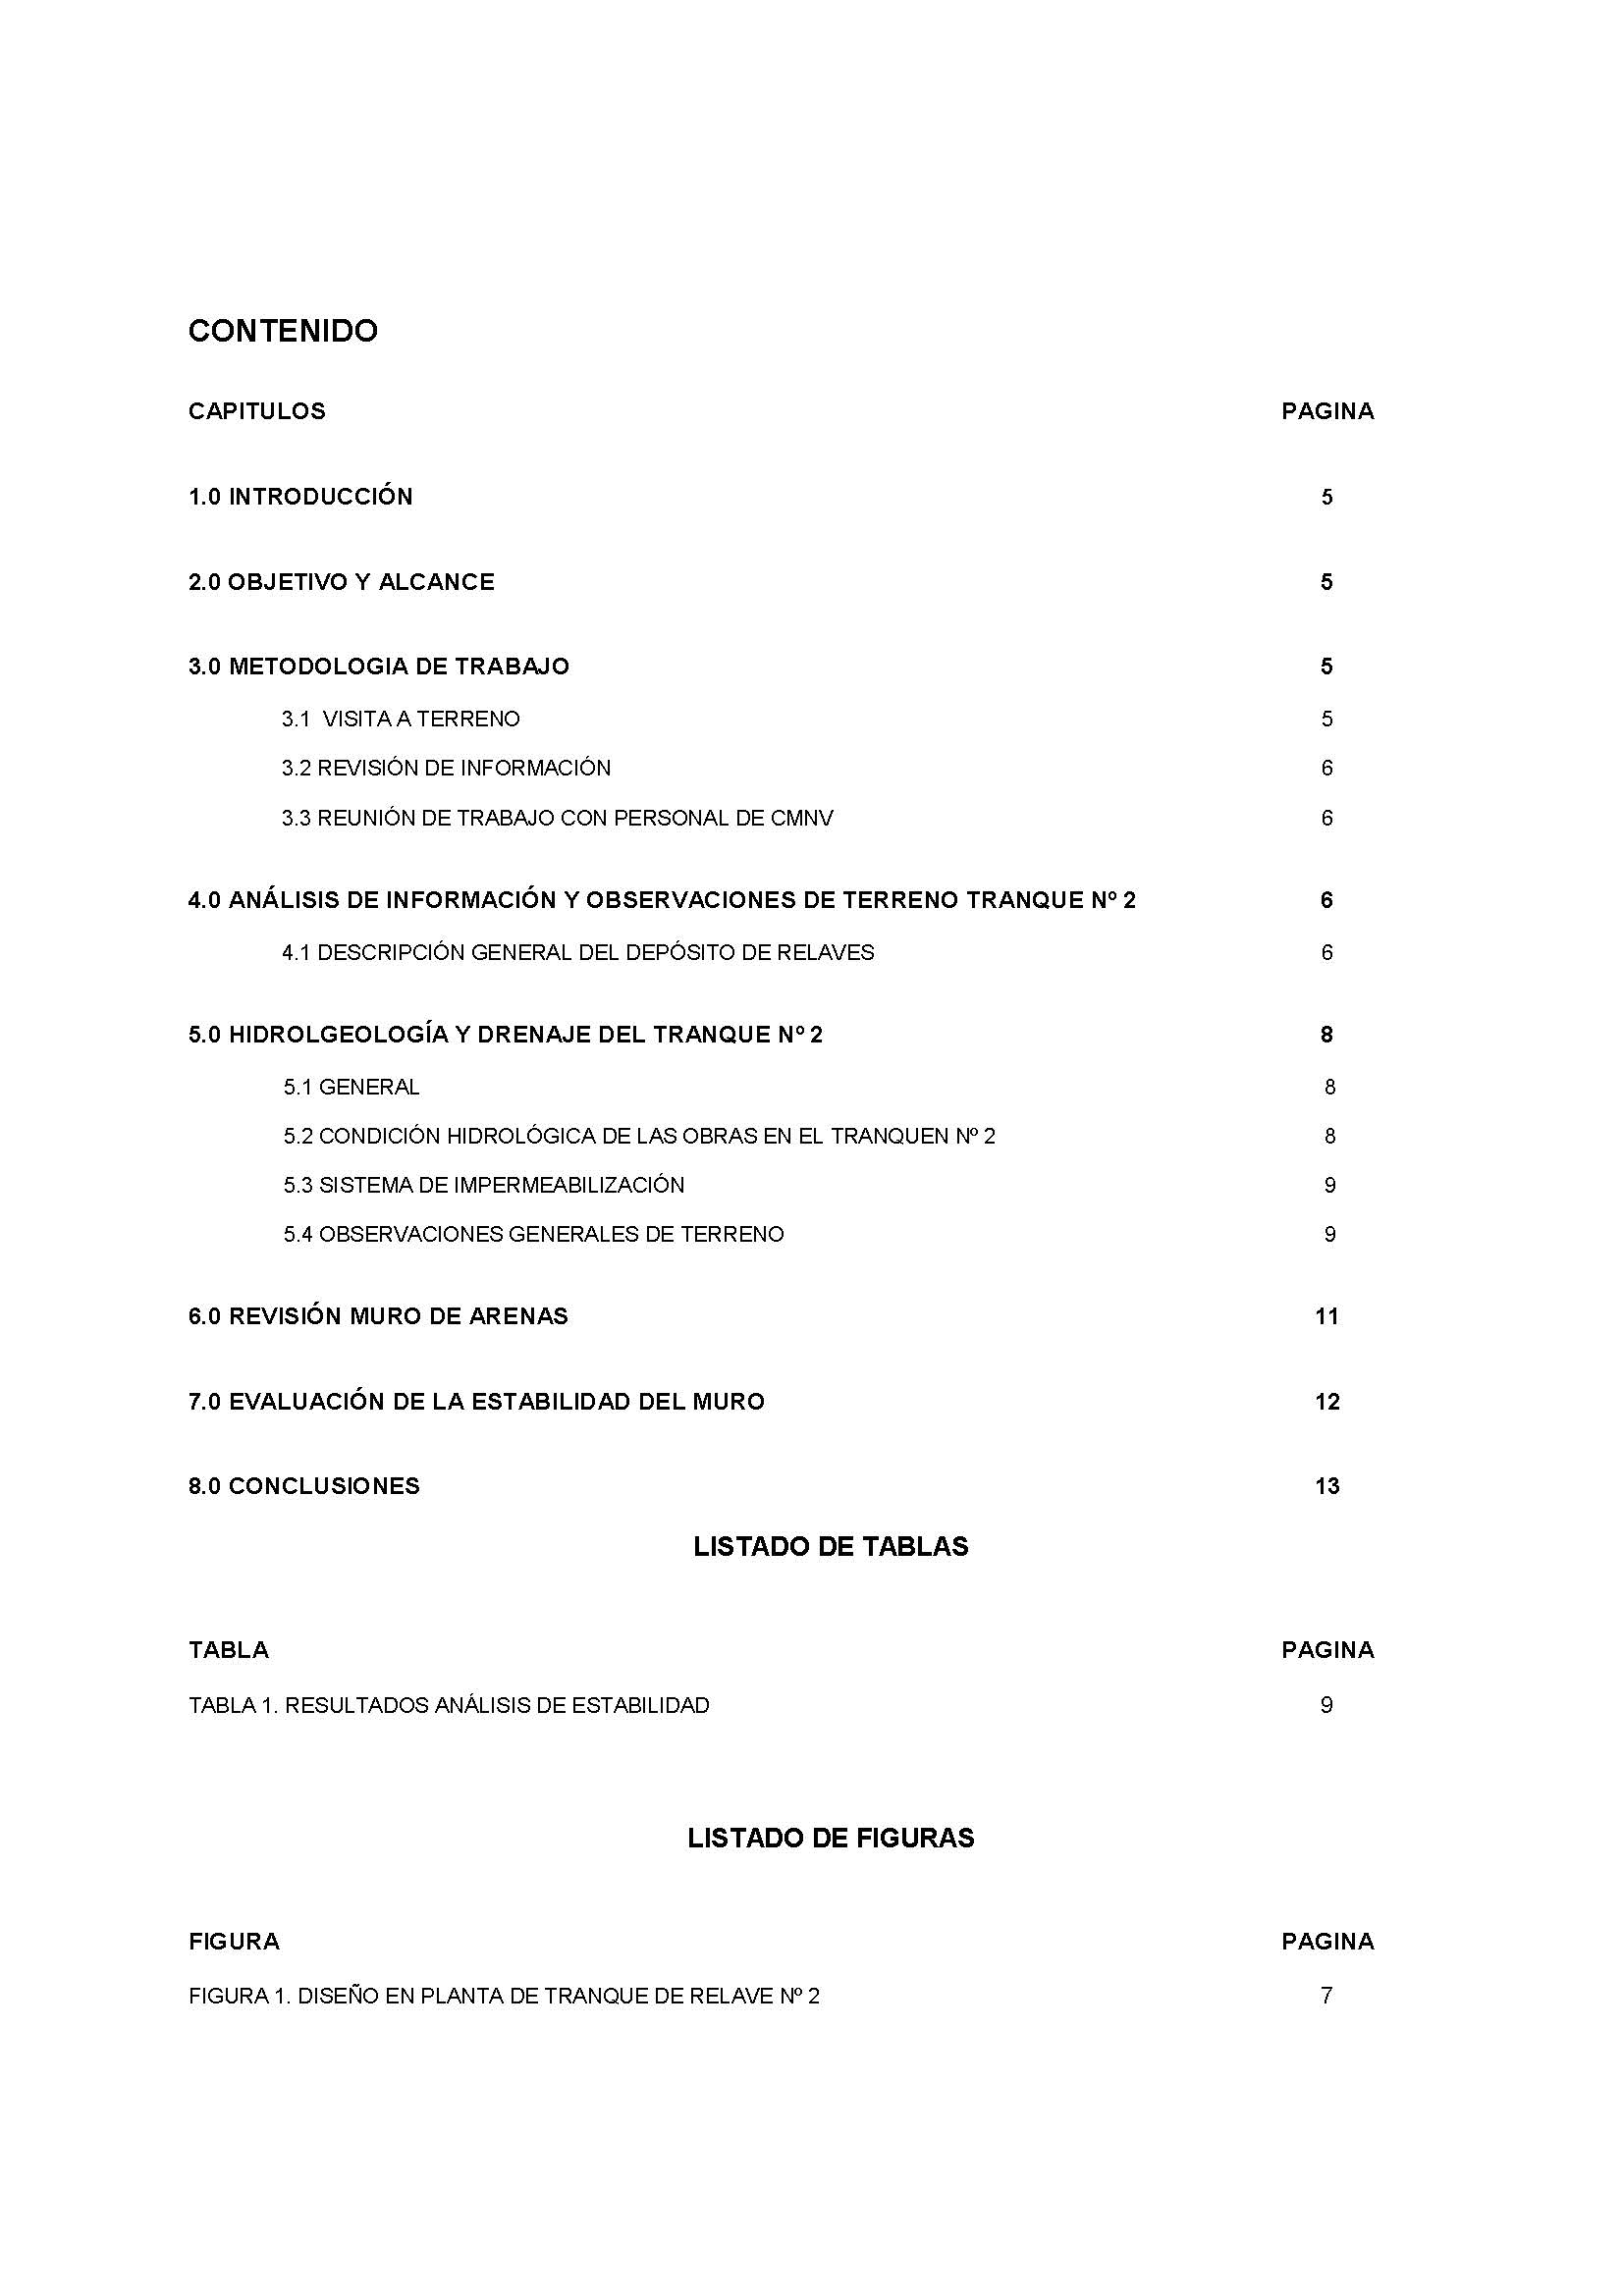 CONTENIDO
CAPITULOS PAGINA
1.0 INTRODUCCIÓN 5
2.0 OBJETIVO Y ALCANCE 5
3.0 METODOLOGIA DE TRABAJO 5
3.1 VISITA A TERRENO 5
3.2 REVISIÓN DE INFORMACIÓN 6
3.3 REUNIÓN DE TRABAJO CON PERSONAL DE CMNV 6
4.0 ANÁLISIS DE INFORMACIÓN Y OBSERVACIONES DE TERRENO TRANQUE Nº 2 6
4.1 DESCRIPCIÓN GENERAL DEL DEPÓSITO DE RELAVES 6
5.0 HIDROLGEOLOGÍA Y DRENAJE DEL TRANQUE Nº 2 8
5.1 GENERAL 8
5.2 CONDICIÓN HIDROLÓGICA DE LAS OBRAS EN EL TRANQUEN Nº 2 8
5.3 SISTEMA DE IMPERMEABILIZACIÓN 9
5.4 OBSERVACIONES GENERALES DE TERRENO 9
6.0 REVISIÓN MURO DE ARENAS 11
7.0 EVALUACIÓN DE LA ESTABILIDAD DEL MURO 12
8.0 CONCLUSIONES 13
LISTADO DE TABLAS
TABLA PAGINA
TABLA 1. RESULTADOS ANÁLISIS DE ESTABILIDAD 9
LISTADO DE FIGURAS
FIGURA PAGINA
FIGURA 1. DISEÑO EN PLANTA DE TRANQUE DE RELAVE Nº 2 7